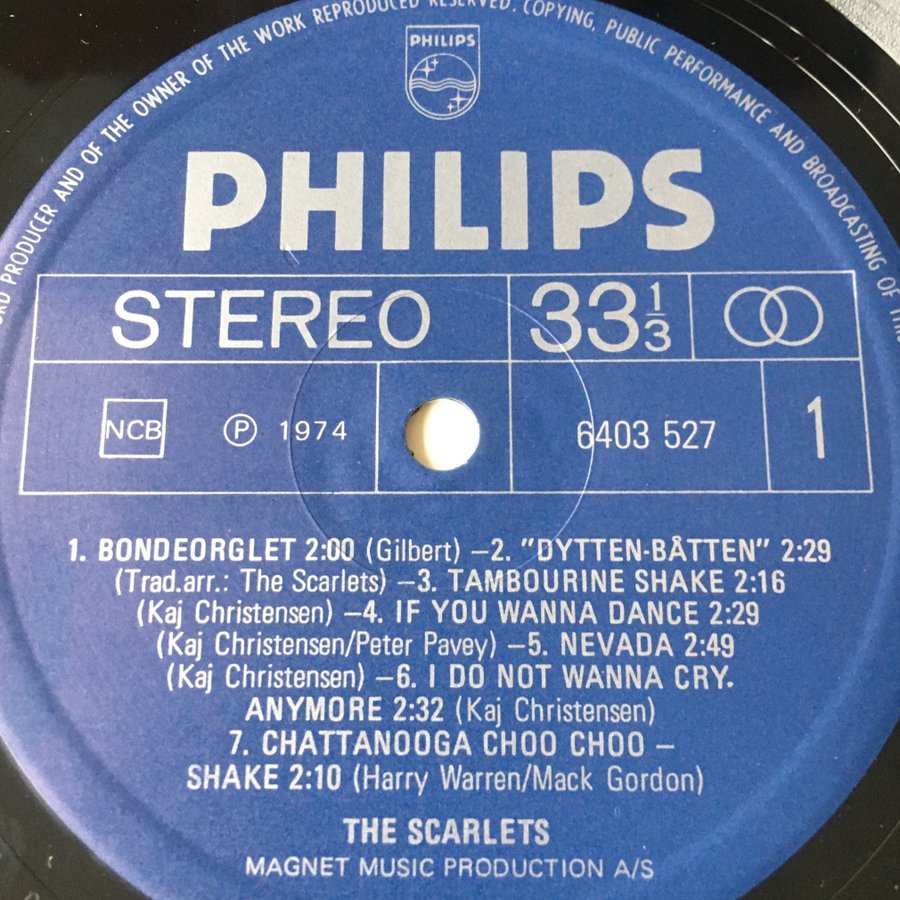 RD PRODUCER AND OF THE OWNER OF THE WORK REPRODUCED RESERVED. COPYING, PUBLIC PERFORMANCE AND BROADCASTING OF THIS
PHILIPS
PHILIPS
STEREO 33 1/3
NCB Ⓟ 1974 6403 527 1
1. BONDEORGLET 2:00 (Gilbert) –2. "DYTTEN-BÅTTEN" 2:29
(Trad.arr.: The Scarlets) –3. TAMBOURINE SHAKE 2:16
(Kaj Christensen) –4. IF YOU WANNA DANCE 2:29
(Kaj Christensen/Peter Pavey) –5. NEVADA 2:49
(Kaj Christensen) –6. I DO NOT WANNA CRY.
ANYMORE 2:32 (Kaj Christensen)
7. CHATTANOOGA CHOO CHOO –
SHAKE 2:10 (Harry Warren/Mack Gordon)
THE SCARLETS
MAGNET MUSIC PRODUCTION A/S